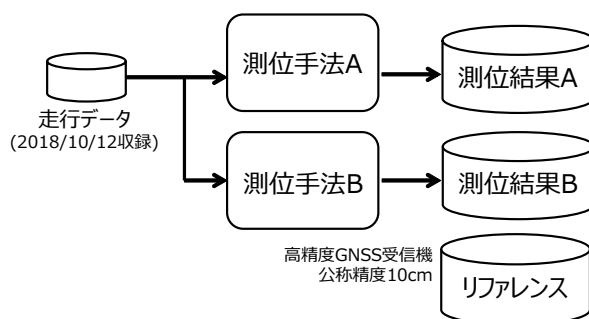 測位手法A
測位結果A
走行データ
(2018/10/12収録)
測位手法B
測位結果B
高精度GNSS受信機
公称精度10cm
リファレンス